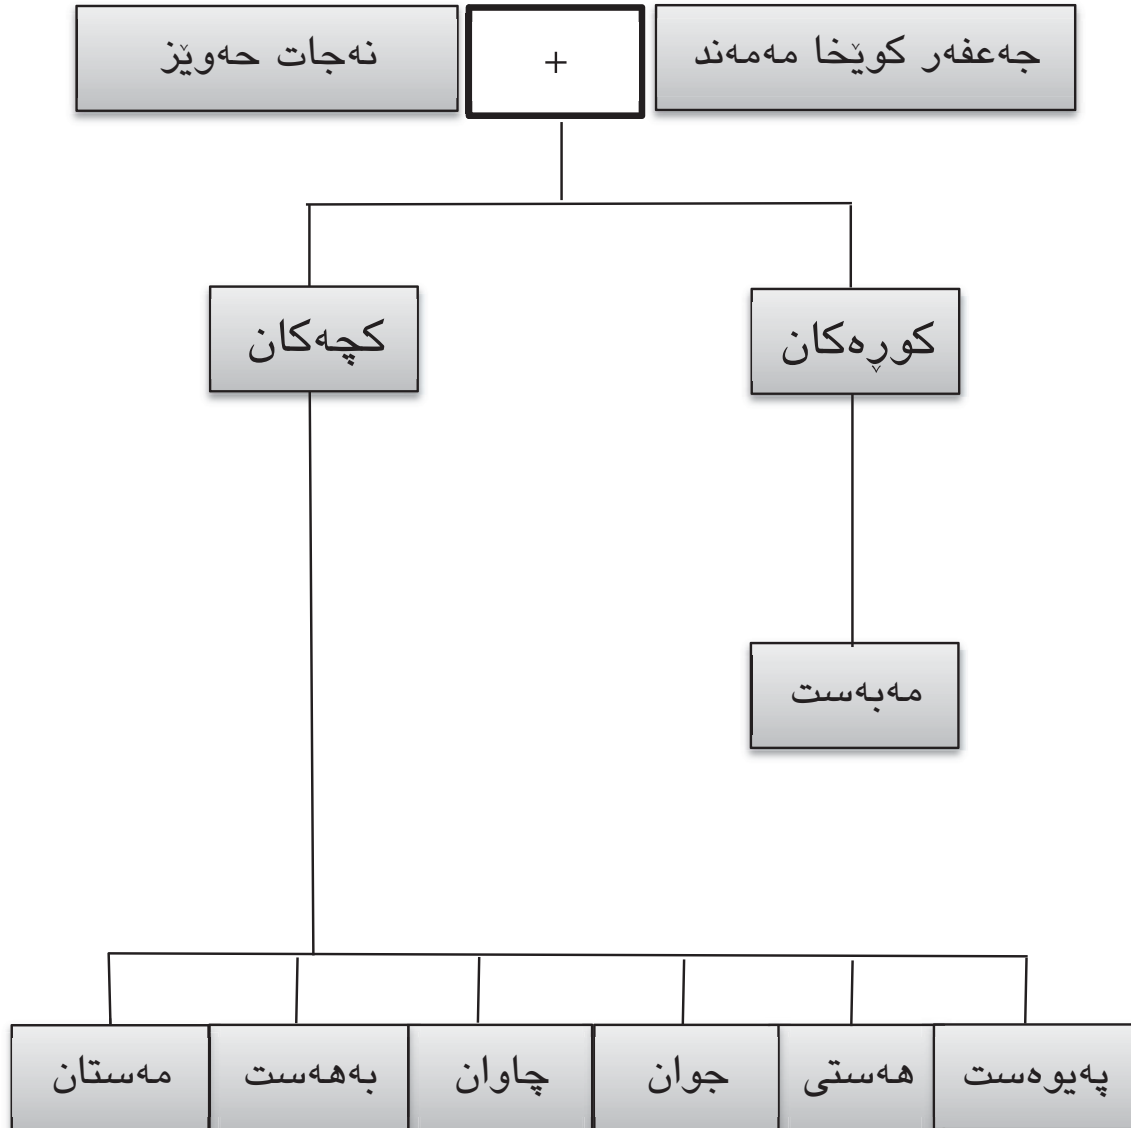 جەعفەر کوێخا مەمەند
+
نەجات حەوێز
کوڕەکان
کچەکان
مەبەست
پەیوەست
هەستی
جوان
چاوان
بەهەست
مەستان